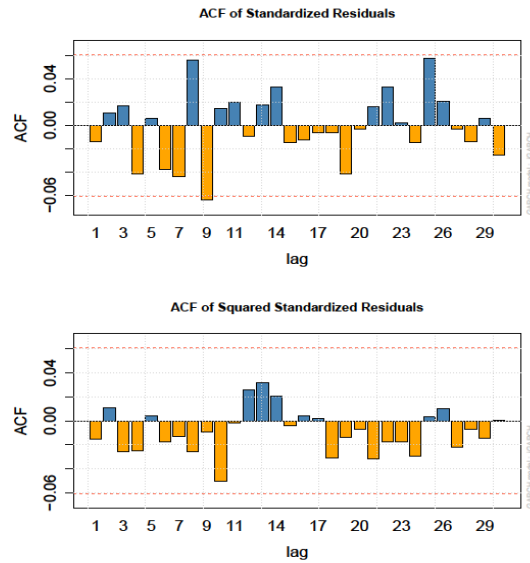 ACF of Standardized Residuals
ACF
0.04
0.00
−0.06
1 3 5 7 9 11 14 17 20 23 26 29
lag
ACF of Squared Standardized Residuals
ACF
0.04
0.00
−0.06
1 3 5 7 9 11 14 17 20 23 26 29
lag